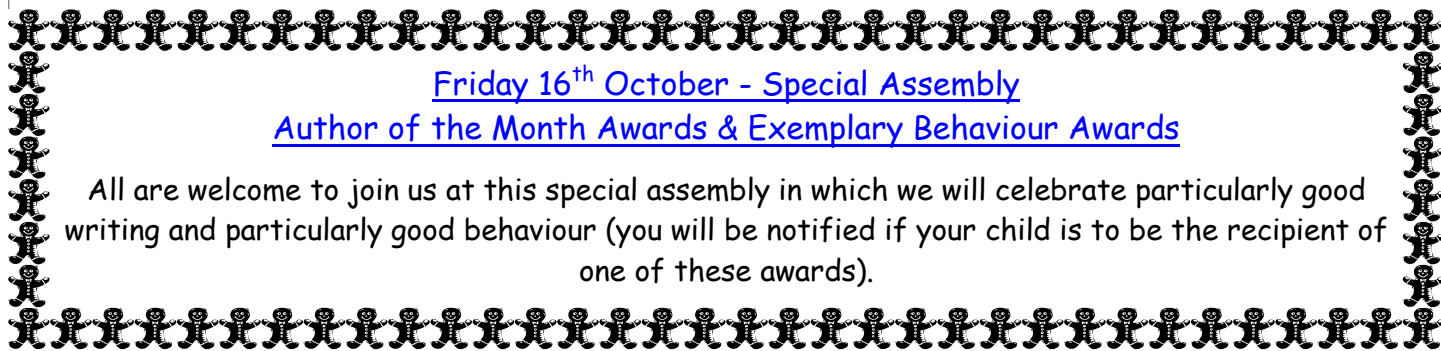 Friday 16th October - Special Assembly
Author of the Month Awards & Exemplary Behaviour Awards
All are welcome to join us at this special assembly in which we will celebrate particularly good
writing and particularly good behaviour (you will be notified if your child is to be the recipient of
one of these awards).